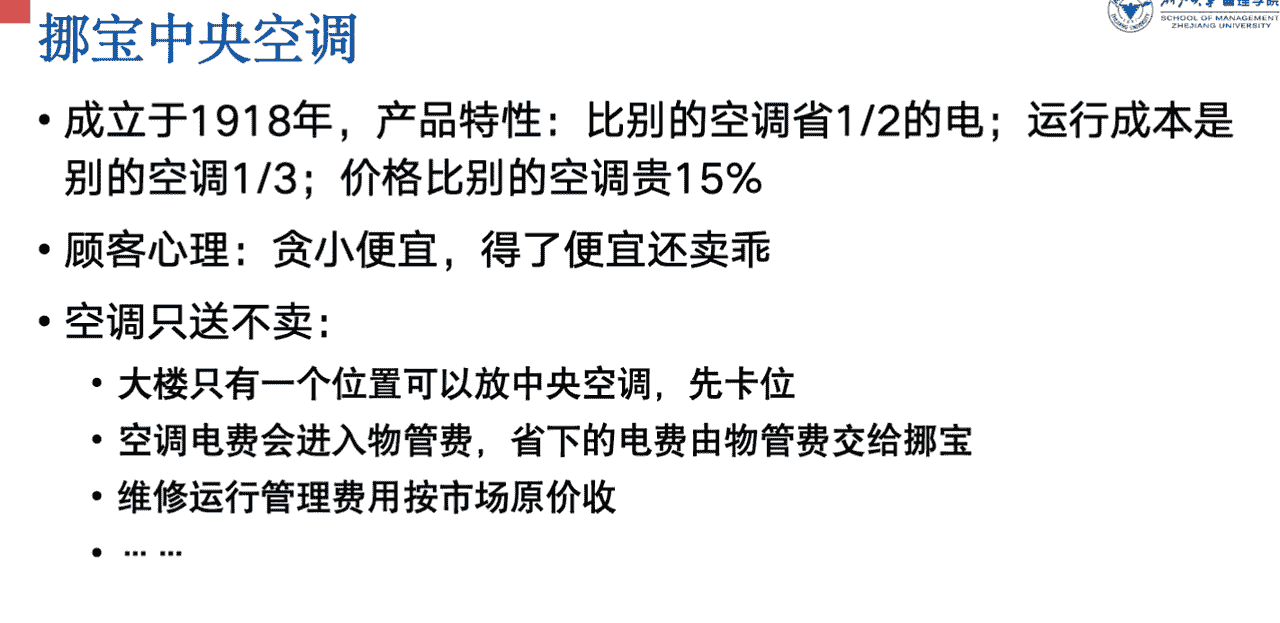 挪宝中央空调
SCHOOL OF MANAGEMENT
ZHEJIANG UNIVERSITY
• 成立于1918年，产品特性：比别的空调省1/2的电；运行成本是
别的空调1/3；价格比别的空调贵15%
• 顾客心理：贪小便宜，得了便宜还卖乖
• 空调只送不卖：
• 大楼只有一个位置可以放中央空调，先卡位
• 空调电费会进入物管费，省下的电费由物管费交给挪宝
• 维修运行管理费用按市场原价收
• … …